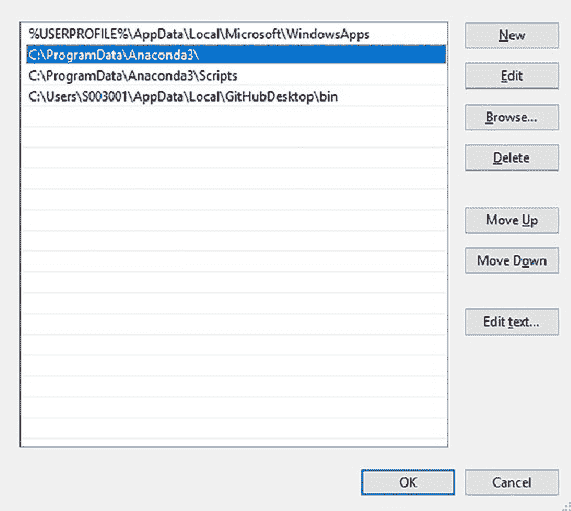 %USERPROFILE%\AppData\Local\Microsoft\WindowsApps
C:\ProgramData\Anaconda3\
C:\ProgramData\Anaconda3\Scripts
C:\Users\S003001\AppData\Local\GitHubDesktop\bin
New
Edit
Browse...
Delete
Move Up
Move Down
Edit text...
OK
Cancel